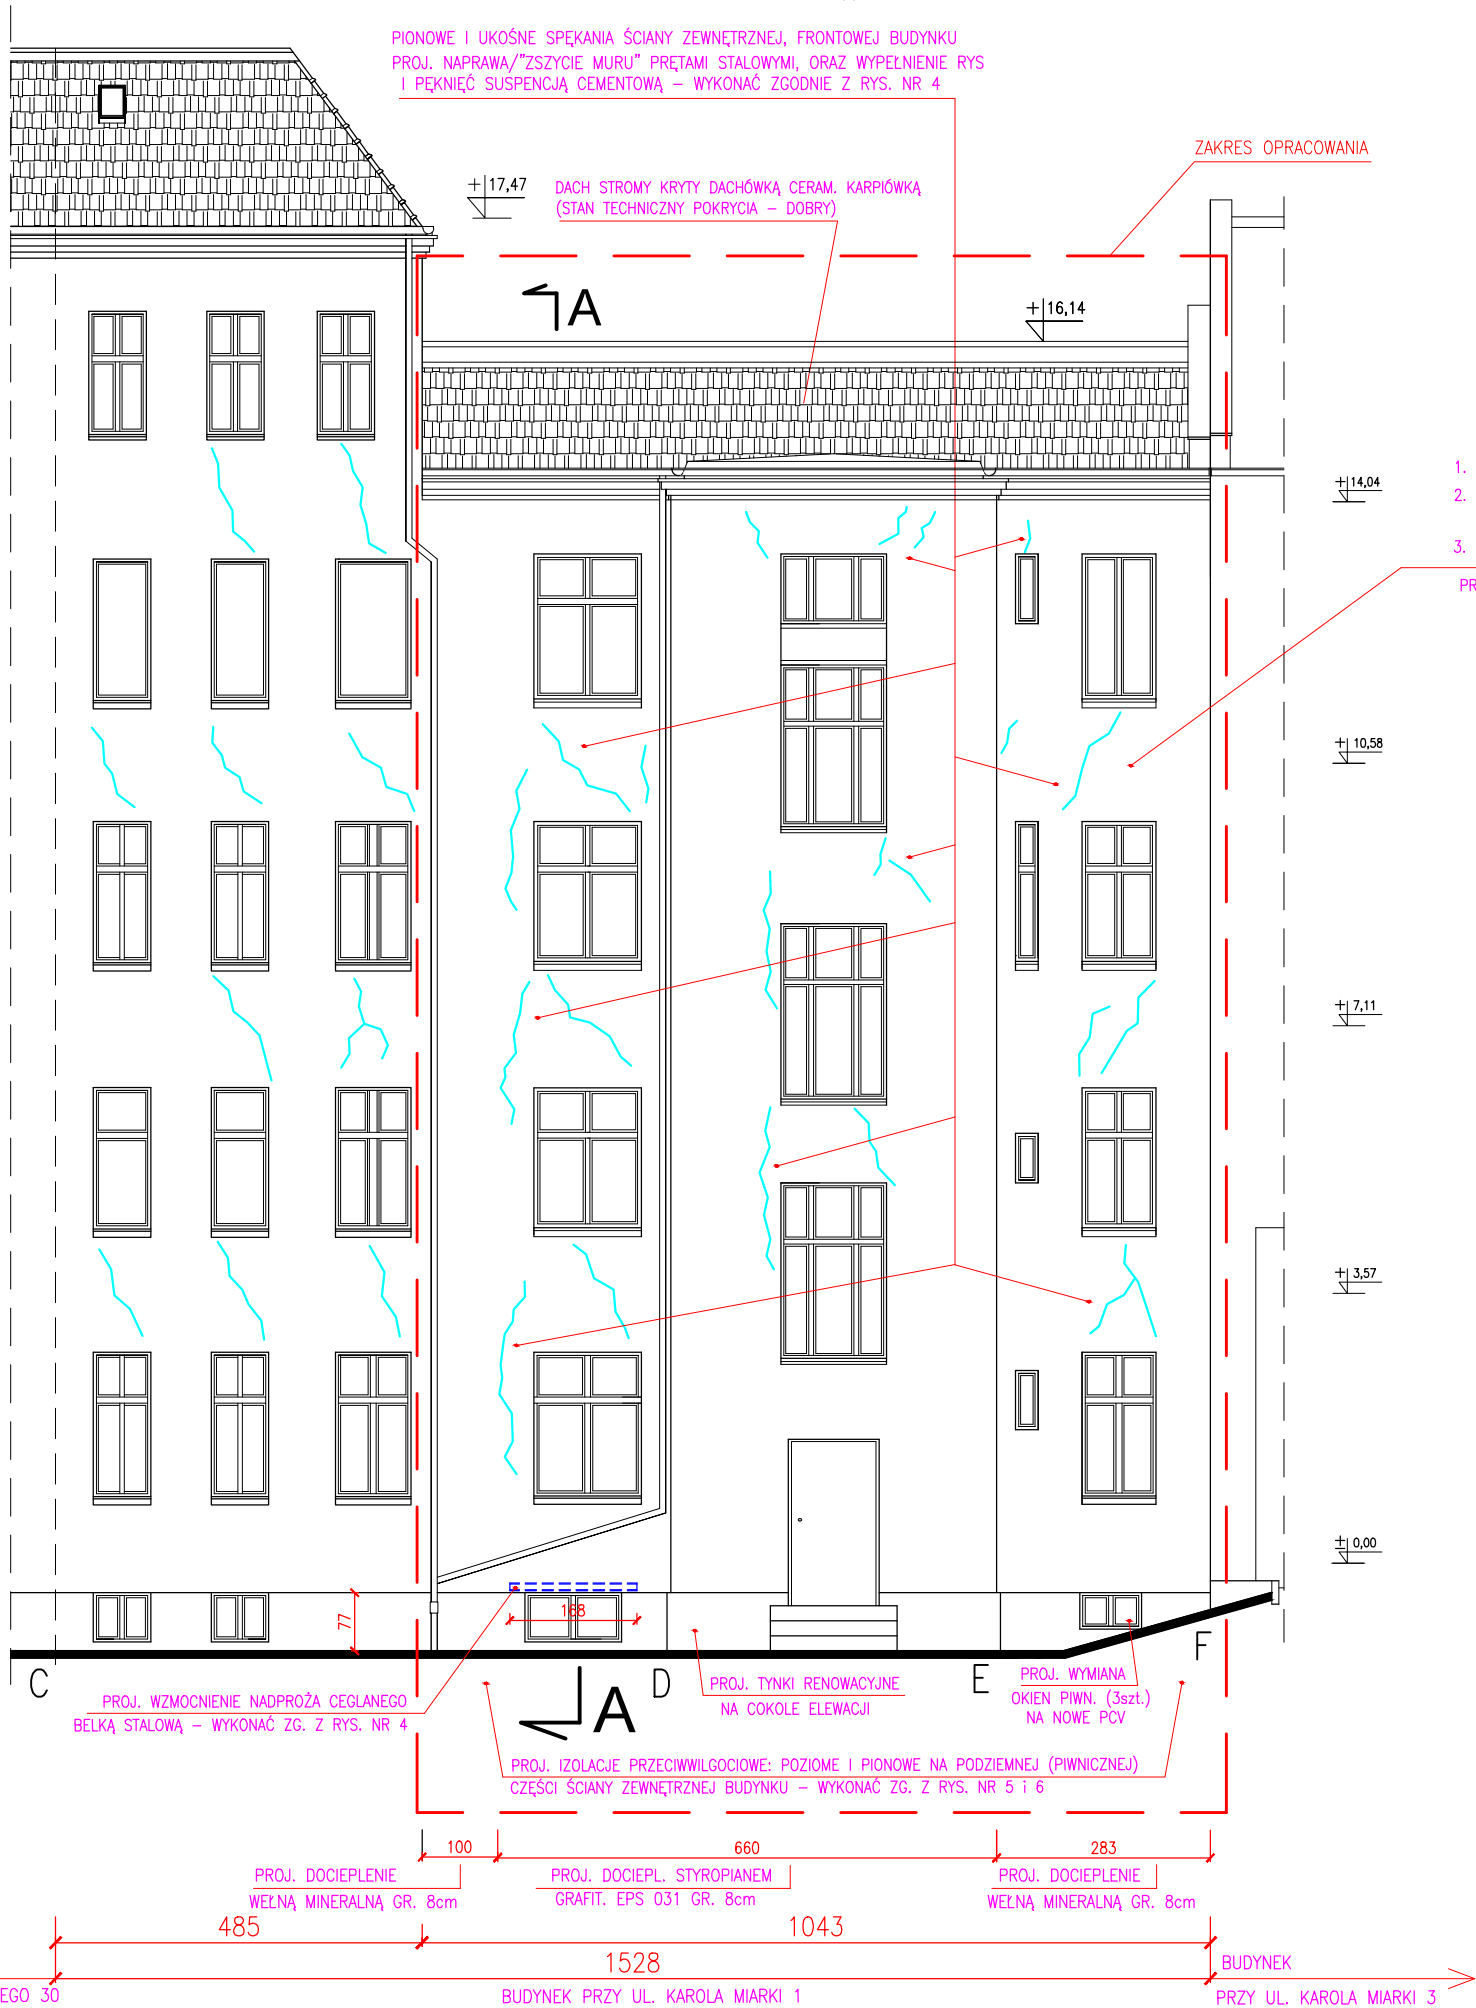 PIONOWE I UKOŚNE SPĘKANIA ŚCIANY ZEWNĘTRZNEJ, FRONTOWEJ BUDYNKU
PROJ. NAPRAWA/"ZSZYCIE MURU" PRĘTAMI STALOWYMI, ORAZ WYPEŁNIENIE RYS
I PĘKNIĘĆ SUSPENCJĄ CEMENTOWĄ – WYKONAĆ ZGODNIE Z RYS. NR 4
ZAKRES OPRACOWANIA
+17,47
DACH STROMY KRYTY DACHÓWKĄ CERAM. KARPIÓWKĄ
(STAN TECHNICZNY POKRYCIA – DOBRY)
A
+16,14
1.
+14,04
2.
3.
PR
+10,58
+7,11
+3,57
±0,00
77
168
C
D
E
F
PROJ. WZMOCNIENIE NADPROŻA CEGLANEGO
BELKĄ STALOWĄ – WYKONAĆ ZG. Z RYS. NR 4
A
PROJ. TYNKI RENOWACYJNE
NA COKOLE ELEWACJI
PROJ. WYMIANA
OKIEN PIWN. (3szt.)
NA NOWE PCV
PROJ. IZOLACJE PRZECIWWILGOCIOWE: POZIOME I PIONOWE NA PODZIEMNEJ (PIWNICZNEJ)
CZĘŚCI ŚCIANY ZEWNĘTRZNEJ BUDYNKU – WYKONAĆ ZG. Z RYS. NR 5 i 6
100
660
283
PROJ. DOCIEPLENIE
WEŁNĄ MINERALNĄ GR. 8cm
PROJ. DOCIEPL. STYROPIANEM
GRAFIT. EPS 031 GR. 8cm
PROJ. DOCIEPLENIE
WEŁNĄ MINERALNĄ GR. 8cm
485
1043
1528
BUDYNEK
EGO 30
BUDYNEK PRZY UL. KAROLA MIARKI 1
PRZY UL. KAROLA MIARKI 3